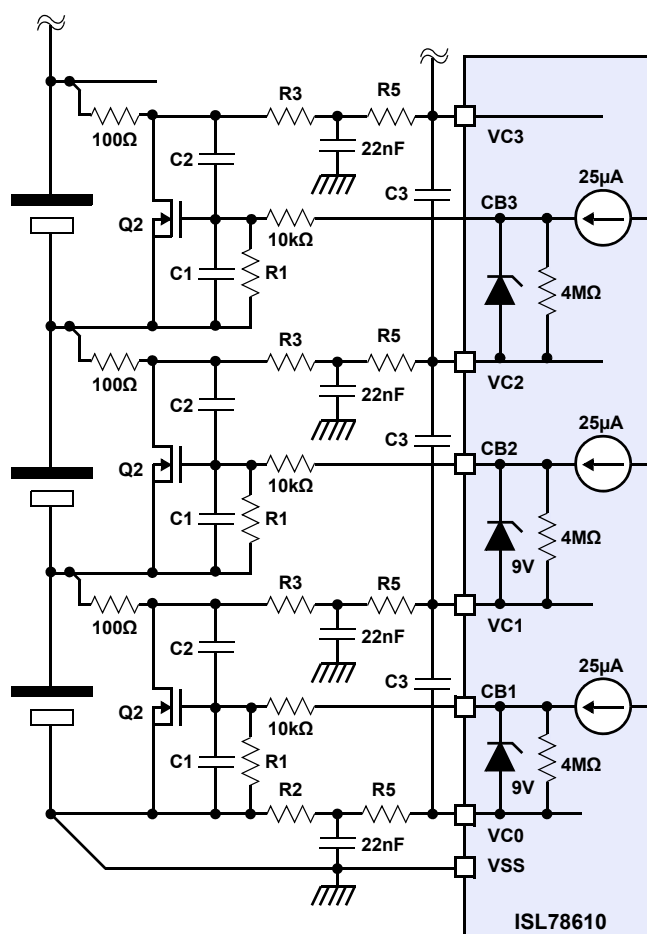 R3
R5
100Ω
C2
22nF
VC3
25µA
C3
CB3
Q2
10kΩ
C1
R1
4MΩ
R3
R5
100Ω
22nF
VC2
C2
25µA
C3
CB2
Q2
10kΩ
C1
R1
4MΩ
9V
R3
R5
100Ω
22nF
VC1
C2
25µA
C3
CB1
Q2
10kΩ
C1
R1
4MΩ
9V
R2
R5
VC0
22nF
VSS
ISL78610